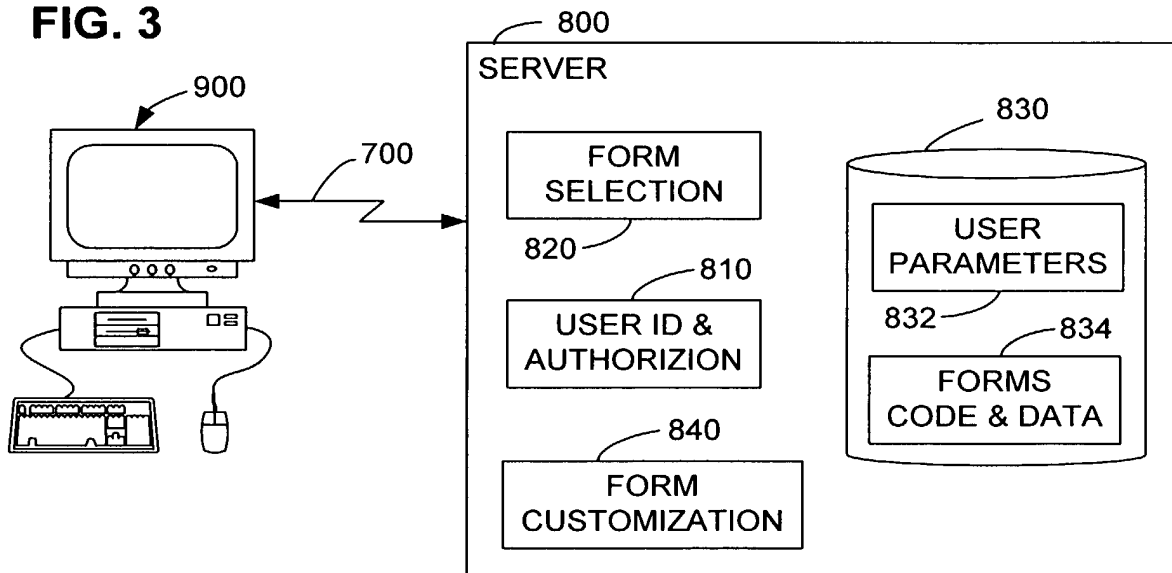 FIG. 3
800
SERVER
900
700
830
FORM
SELECTION
820
USER
PARAMETERS
832
810
USER ID &
AUTHORIZION
834
FORMS
CODE & DATA
840
FORM
CUSTOMIZATION